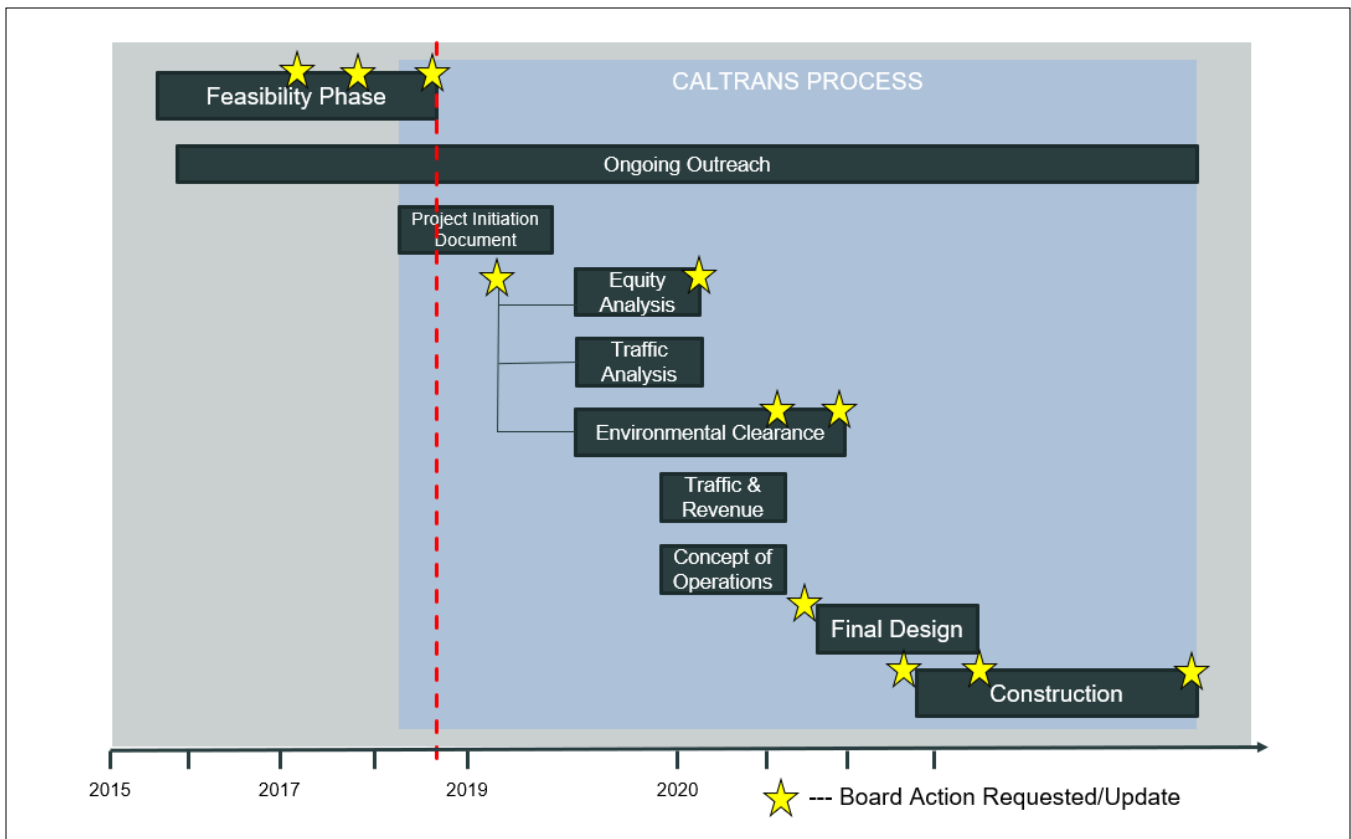 CALTRANS PROCESS
Feasibility Phase
Ongoing Outreach
Project Initiation
Document
Equity
Analysis
Traffic
Analysis
Environmental Clearance
Traffic &
Revenue
Concept of
Operations
Final Design
Construction
2015
2017
2019
2020
--- Board Action Requested/Update